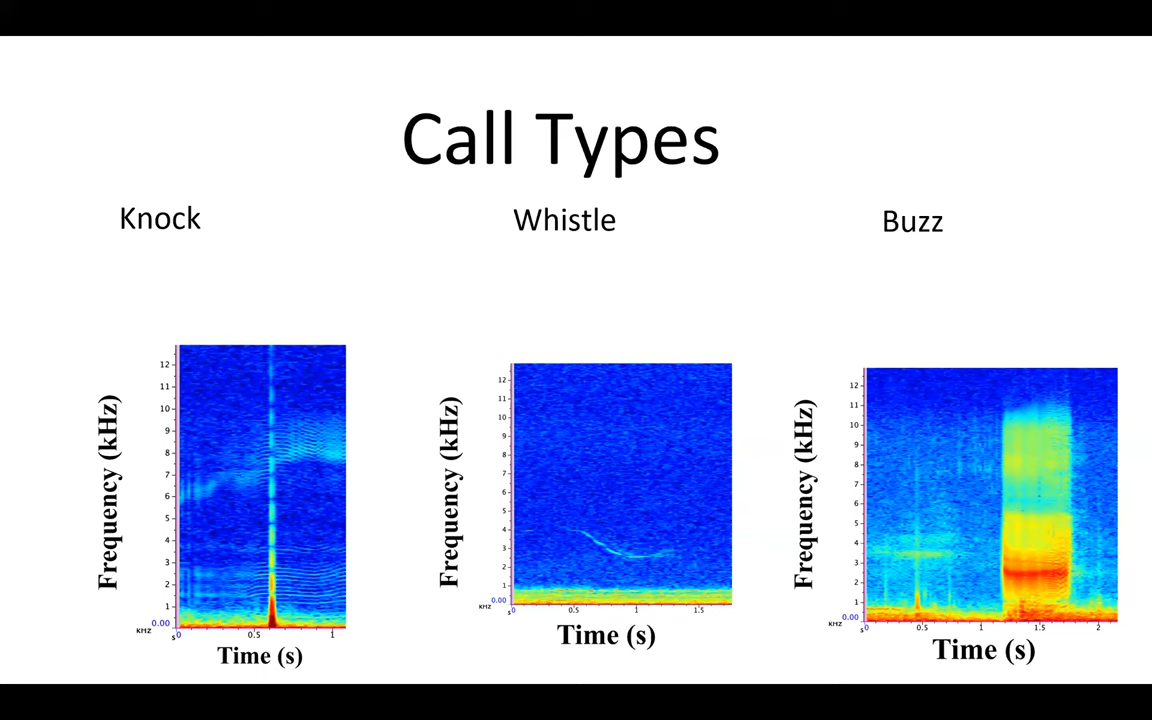 Call Types
Knock
Whistle
Buzz
Frequency (kHz)
12
11
10
9
8
7
6
5
4
3
2
1
0.00
KHZ
s 0 0.5 1
Time (s)
Frequency (kHz)
12
11
10
9
8
7
6
5
4
3
2
1
0.00
KHZ
s 0 0.5 1 1.5
Time (s)
Frequency (kHz)
12
11
10
9
8
7
6
5
4
3
2
1
0.00
KHZ
s 0 0.5 1 1.5 2
Time (s)